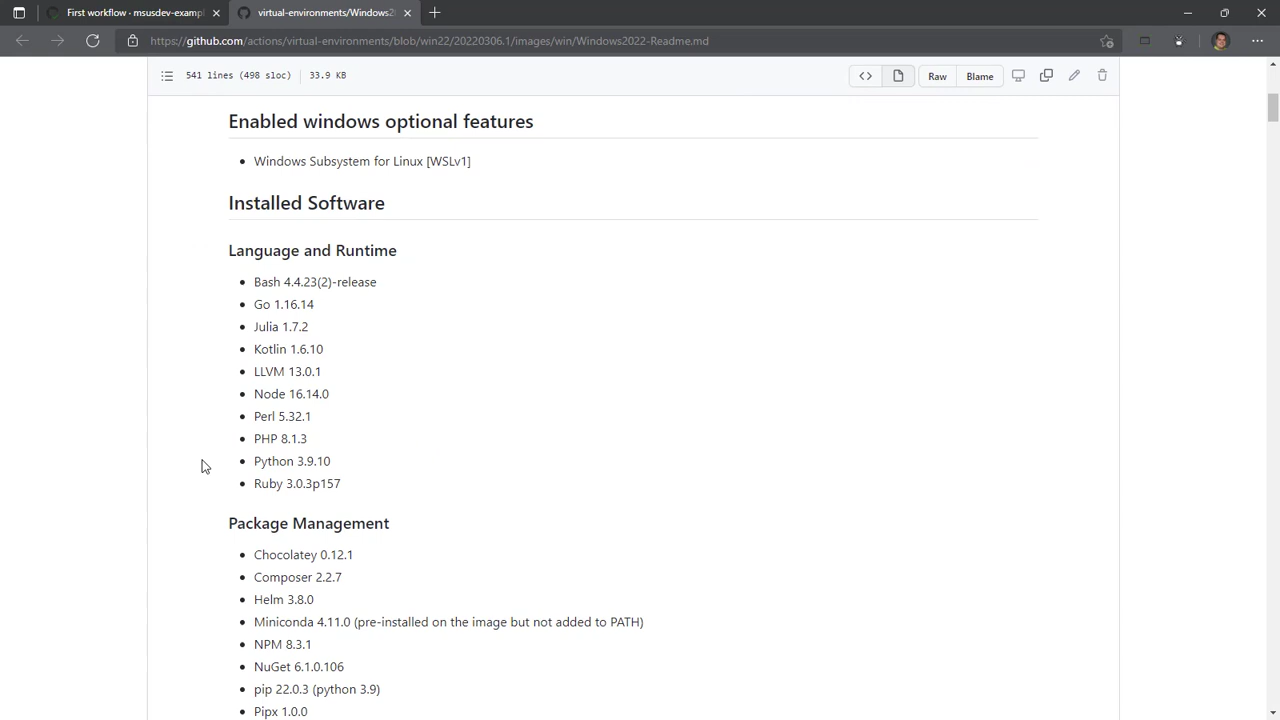 First workflow · msusdev-exampl
virtual-environments/Windows2
https://github.com/actions/virtual-environments/blob/win22/20220306.1/images/win/Windows2022-Readme.md
541 lines (498 sloc) 33.9 KB
Raw Blame
Enabled windows optional features
Windows Subsystem for Linux [WSLv1]
Installed Software
Language and Runtime
Bash 4.4.23(2)-release
Go 1.16.14
Julia 1.7.2
Kotlin 1.6.10
LLVM 13.0.1
Node 16.14.0
Perl 5.32.1
PHP 8.1.3
Python 3.9.10
Ruby 3.0.3p157
Package Management
Chocolatey 0.12.1
Composer 2.2.7
Helm 3.8.0
Miniconda 4.11.0 (pre-installed on the image but not added to PATH)
NPM 8.3.1
NuGet 6.1.0.106
pip 22.0.3 (python 3.9)
Pipx 1.0.0